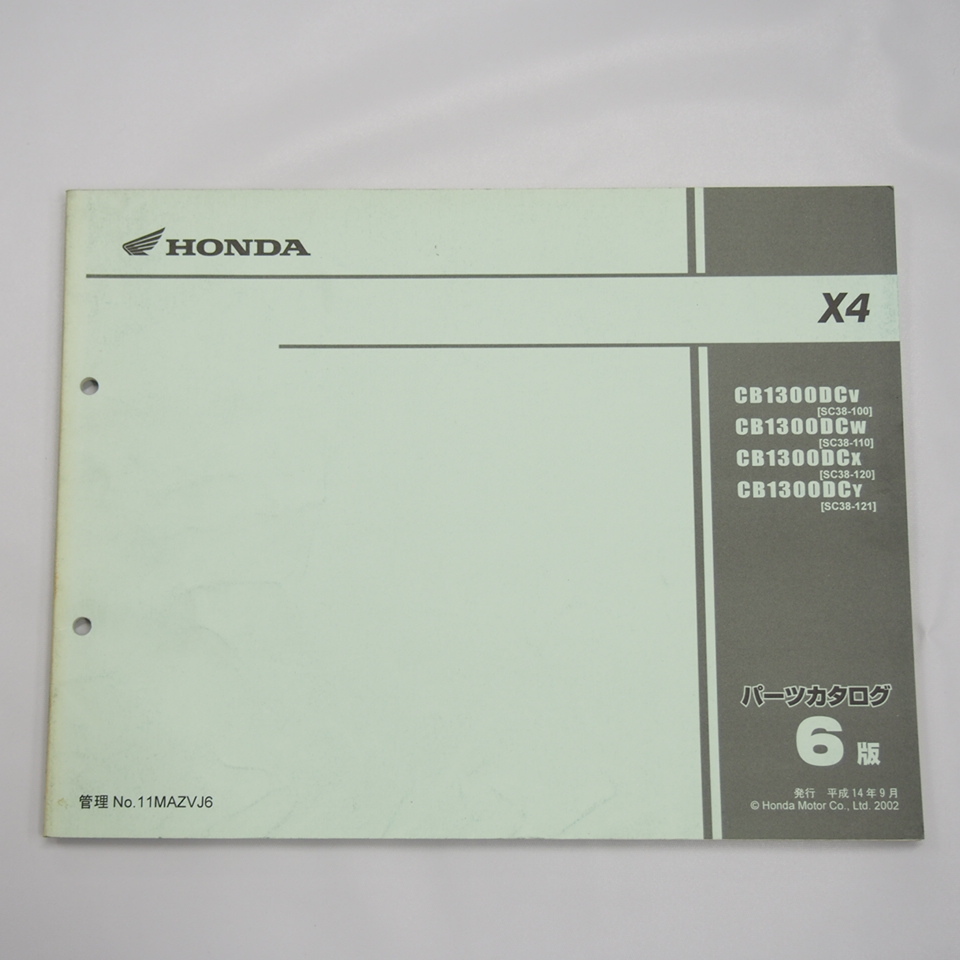 HONDA
X4
CB1300DCV
[SC38-100]
CB1300DCW
[SC38-110]
CB1300DCX
[SC38-120]
CB1300DCY
[SC38-121]
パーツカタログ
6版
管理 No.11MAZVJ6
発行 平成14年9月
© Honda Motor Co., Ltd. 2002